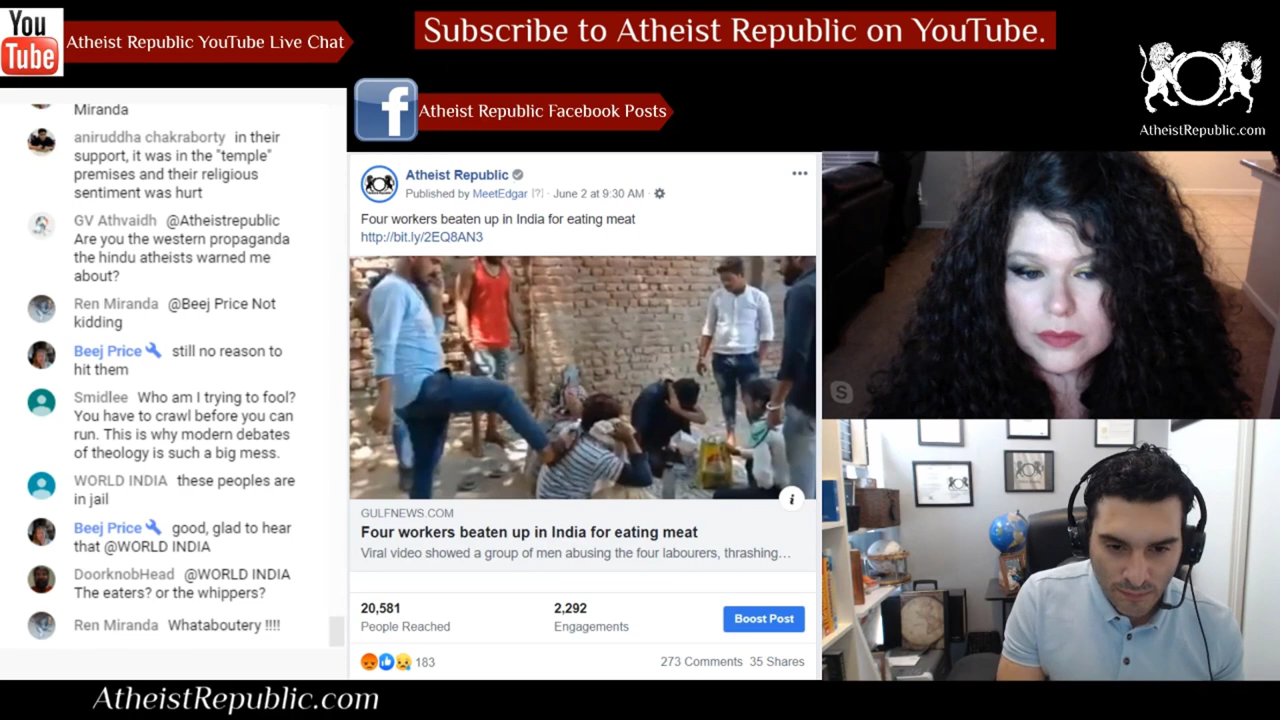 You
Tube
Atheist Republic YouTube Live Chat
Subscribe to Atheist Republic on YouTube.
AtheistRepublic.com
f
Atheist Republic Facebook Posts
Miranda
aniruddha chakraborty in their
support, it was in the "temple"
premises and their religious
sentiment was hurt
GV Athvaidh @Atheistrepublic
Are you the western propaganda
the hindu atheists warned me
about?
Ren Miranda @Beej Price Not
kidding
Beej Price still no reason to
hit them
Smidlee Who am I trying to fool?
You have to crawl before you can
run. This is why modern debates
of theology is such a big mess.
WORLD INDIA these peoples are
in jail
Beej Price good, glad to hear
that @WORLD INDIA
DoorknobHead @WORLD INDIA
The eaters? or the whippers?
Ren Miranda Whataboutery !!!!
Atheist Republic
Published by MeetEdgar [?] · June 2 at 9:30 AM ·
Four workers beaten up in India for eating meat
http://bit.ly/2EQ8AN3
i
GULFNEWS.COM
Four workers beaten up in India for eating meat
Viral video showed a group of men abusing the four labourers, thrashing...
20,581
People Reached
2,292
Engagements
Boost Post
183
273 Comments 35 Shares
AtheistRepublic.com